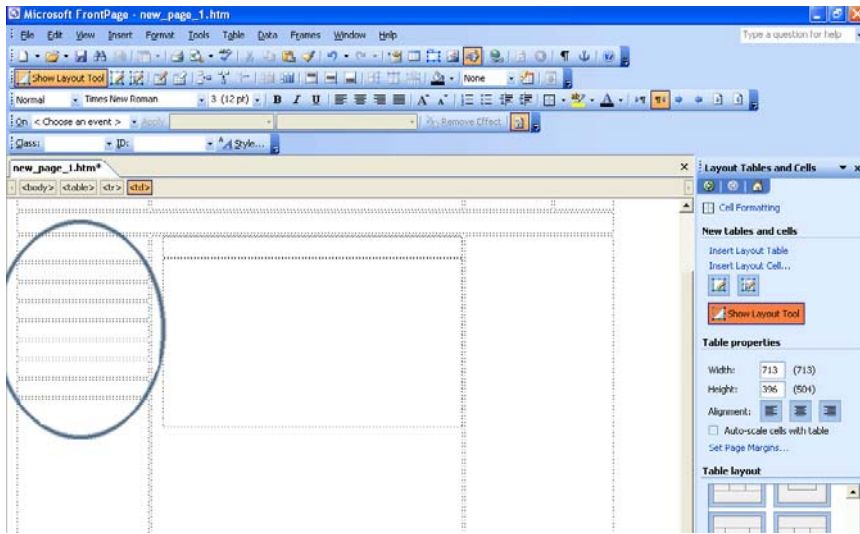 Microsoft FrontPage - new_page_1.htm
File Edit View Insert Format Tools Table Data Frames Window Help
Type a question for help
Show Layout Tool
None
Normal Times New Roman 3 (12 pt) B I U A A A
On < Choose an event > Apply Remove Effect
Class: ID: Style...
new_page_1.htm*
<body> <table> <tr> <td>
Layout Tables and Cells
Cell Formatting
New tables and cells
Insert Layout Table
Insert Layout Cell...
Show Layout Tool
Table properties
Width: 713 (713)
Height: 396 (504)
Alignment:
Auto-scale cells with table
Set Page Margins...
Table layout